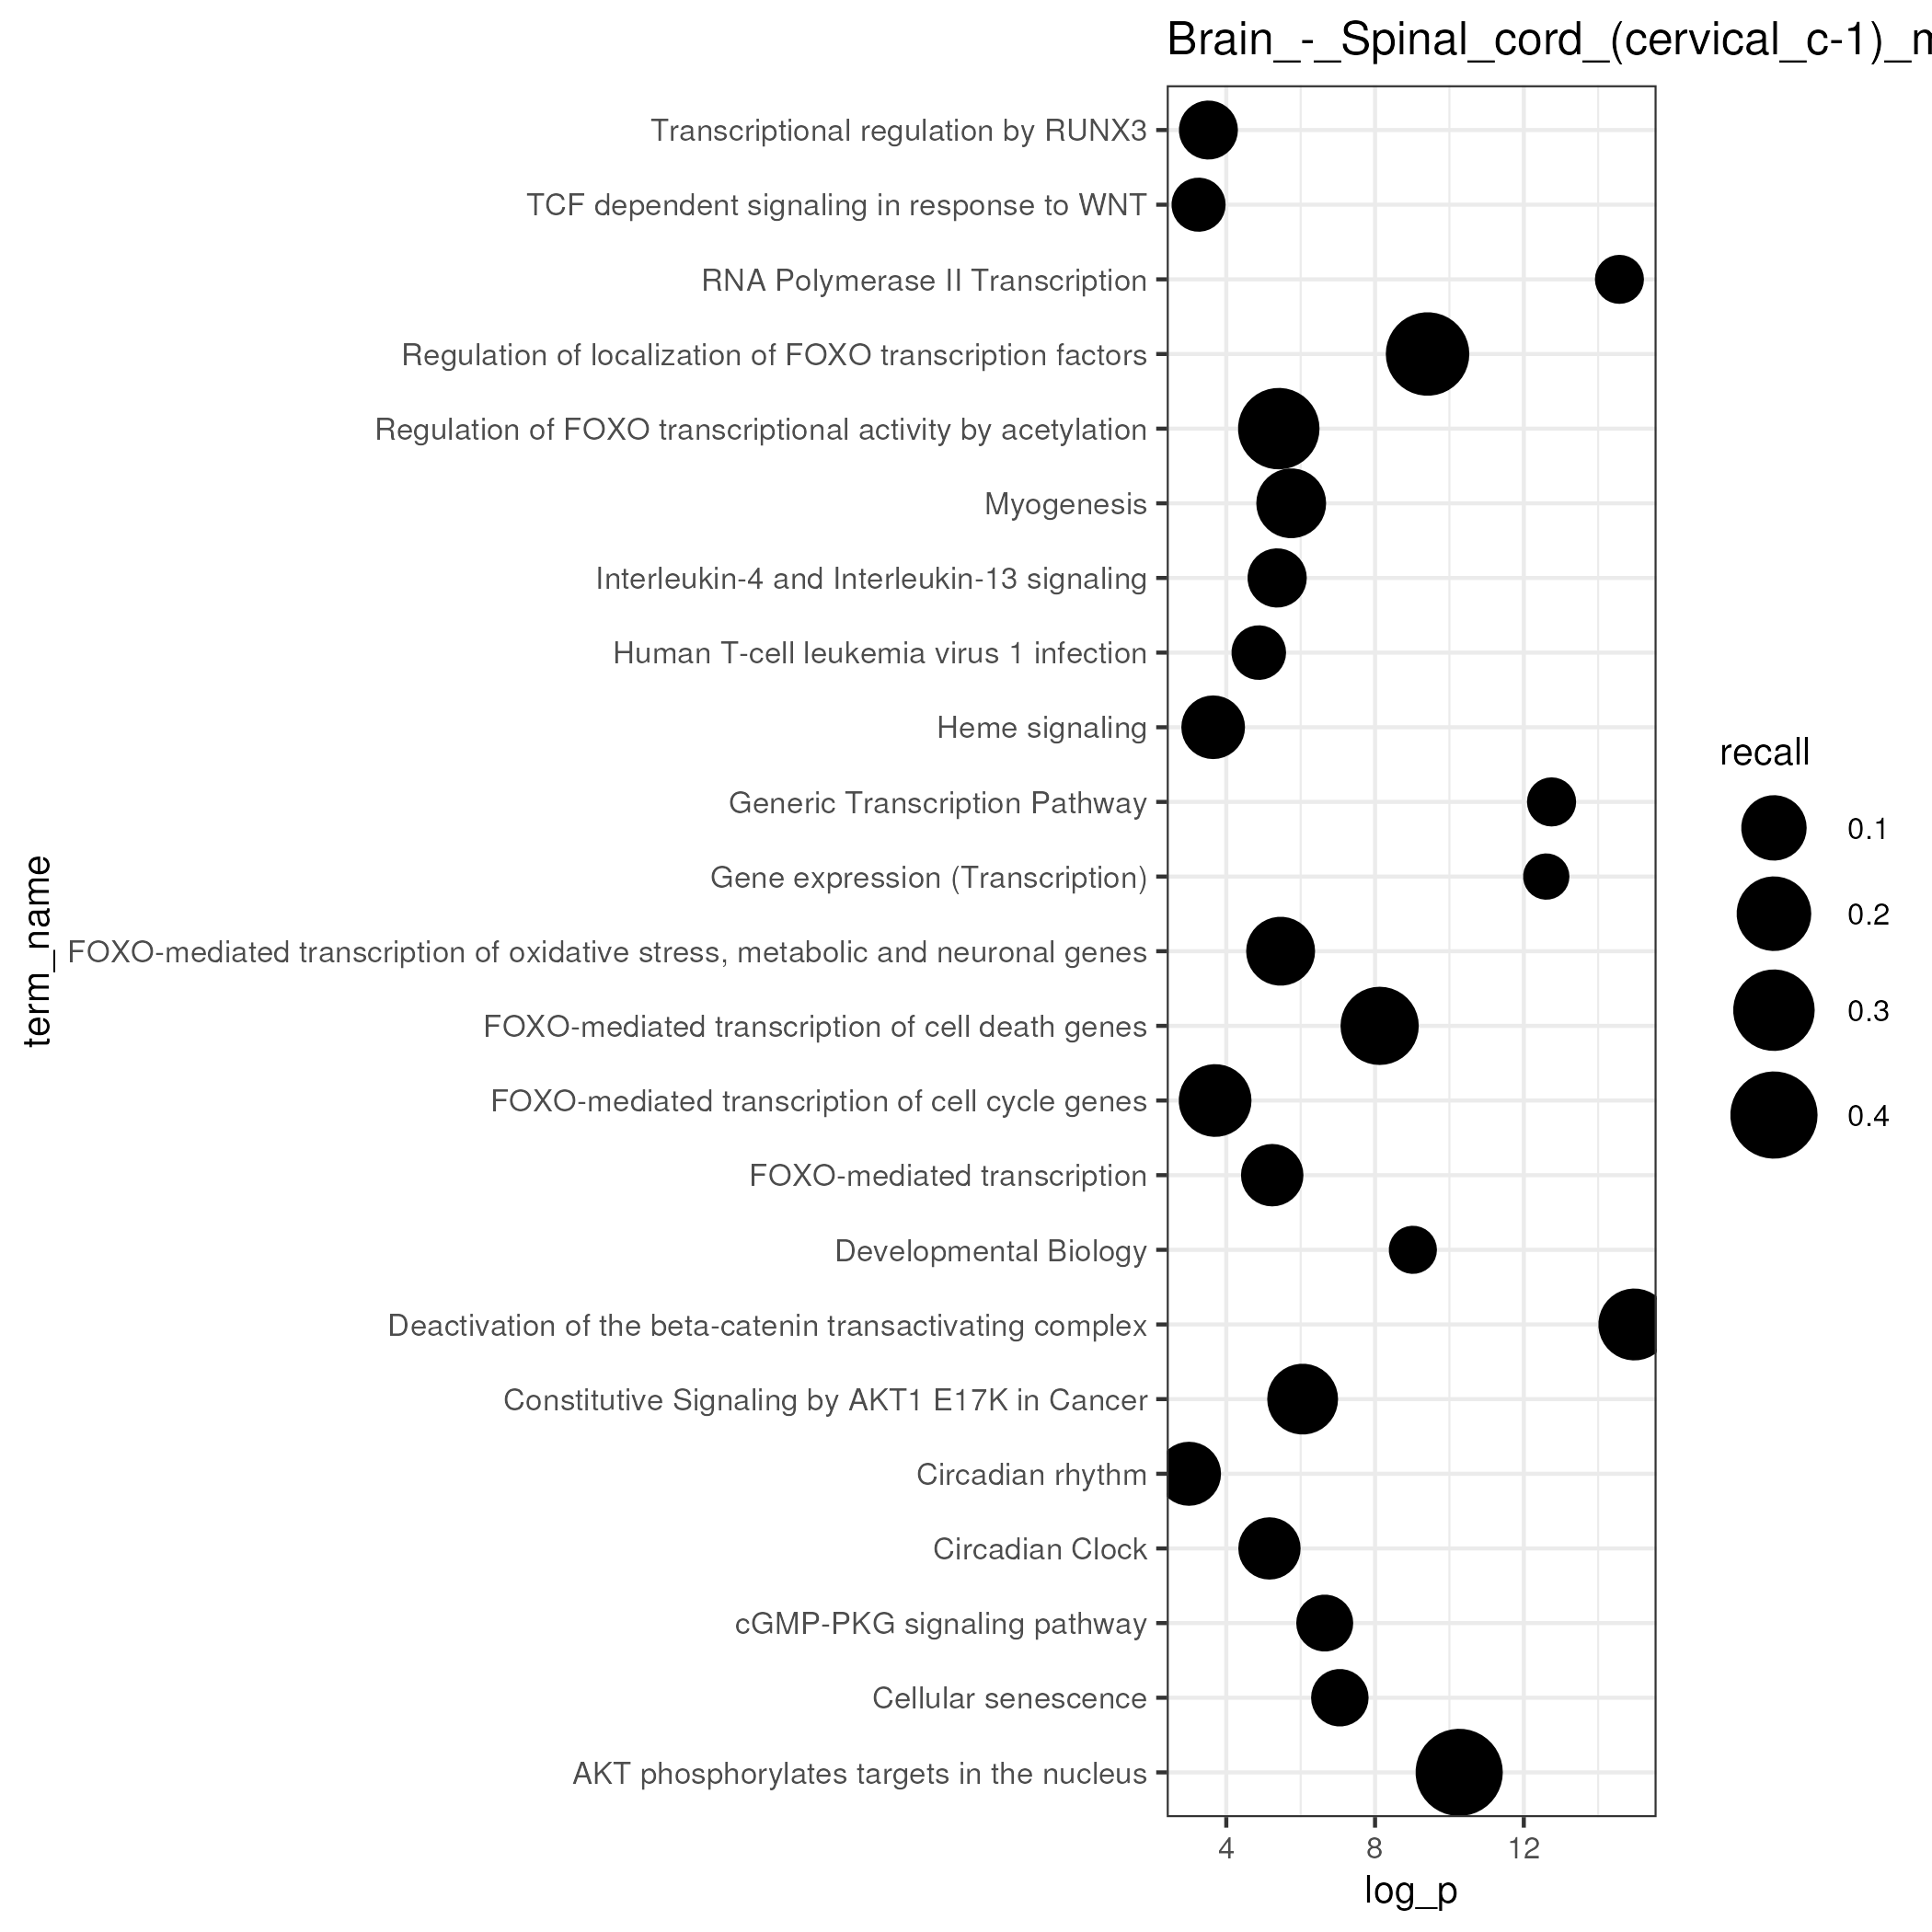 Brain_-_Spinal_cord_(cervical_c-1)_
Transcriptional regulation by RUNX3
TCF dependent signaling in response to WNT
RNA Polymerase II Transcription
Regulation of localization of FOXO transcription factors
Regulation of FOXO transcriptional activity by acetylation
Myogenesis
Interleukin-4 and Interleukin-13 signaling
Human T-cell leukemia virus 1 infection
Heme signaling
Generic Transcription Pathway
Gene expression (Transcription)
FOXO-mediated transcription of oxidative stress, metabolic and neuronal genes
FOXO-mediated transcription of cell death genes
FOXO-mediated transcription of cell cycle genes
FOXO-mediated transcription
Developmental Biology
Deactivation of the beta-catenin transactivating complex
Constitutive Signaling by AKT1 E17K in Cancer
Circadian rhythm
Circadian Clock
cGMP-PKG signaling pathway
Cellular senescence
AKT phosphorylates targets in the nucleus
term_name
4 8 12
log_p
recall
0.1
0.2
0.3
0.4